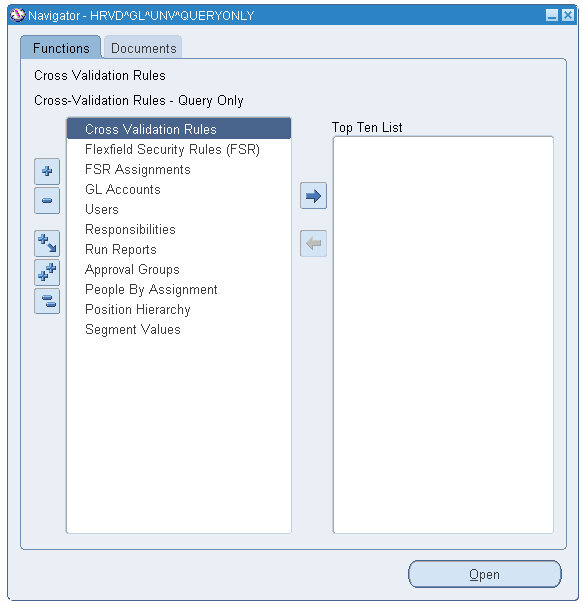 Navigator - HRVD^GL^UNV^QUERYONLY
Functions
Documents
Cross Validation Rules
Cross-Validation Rules - Query Only
Cross Validation Rules
Flexfield Security Rules (FSR)
FSR Assignments
GL Accounts
Users
Responsibilities
Run Reports
Approval Groups
People By Assignment
Position Hierarchy
Segment Values
Top Ten List
Open